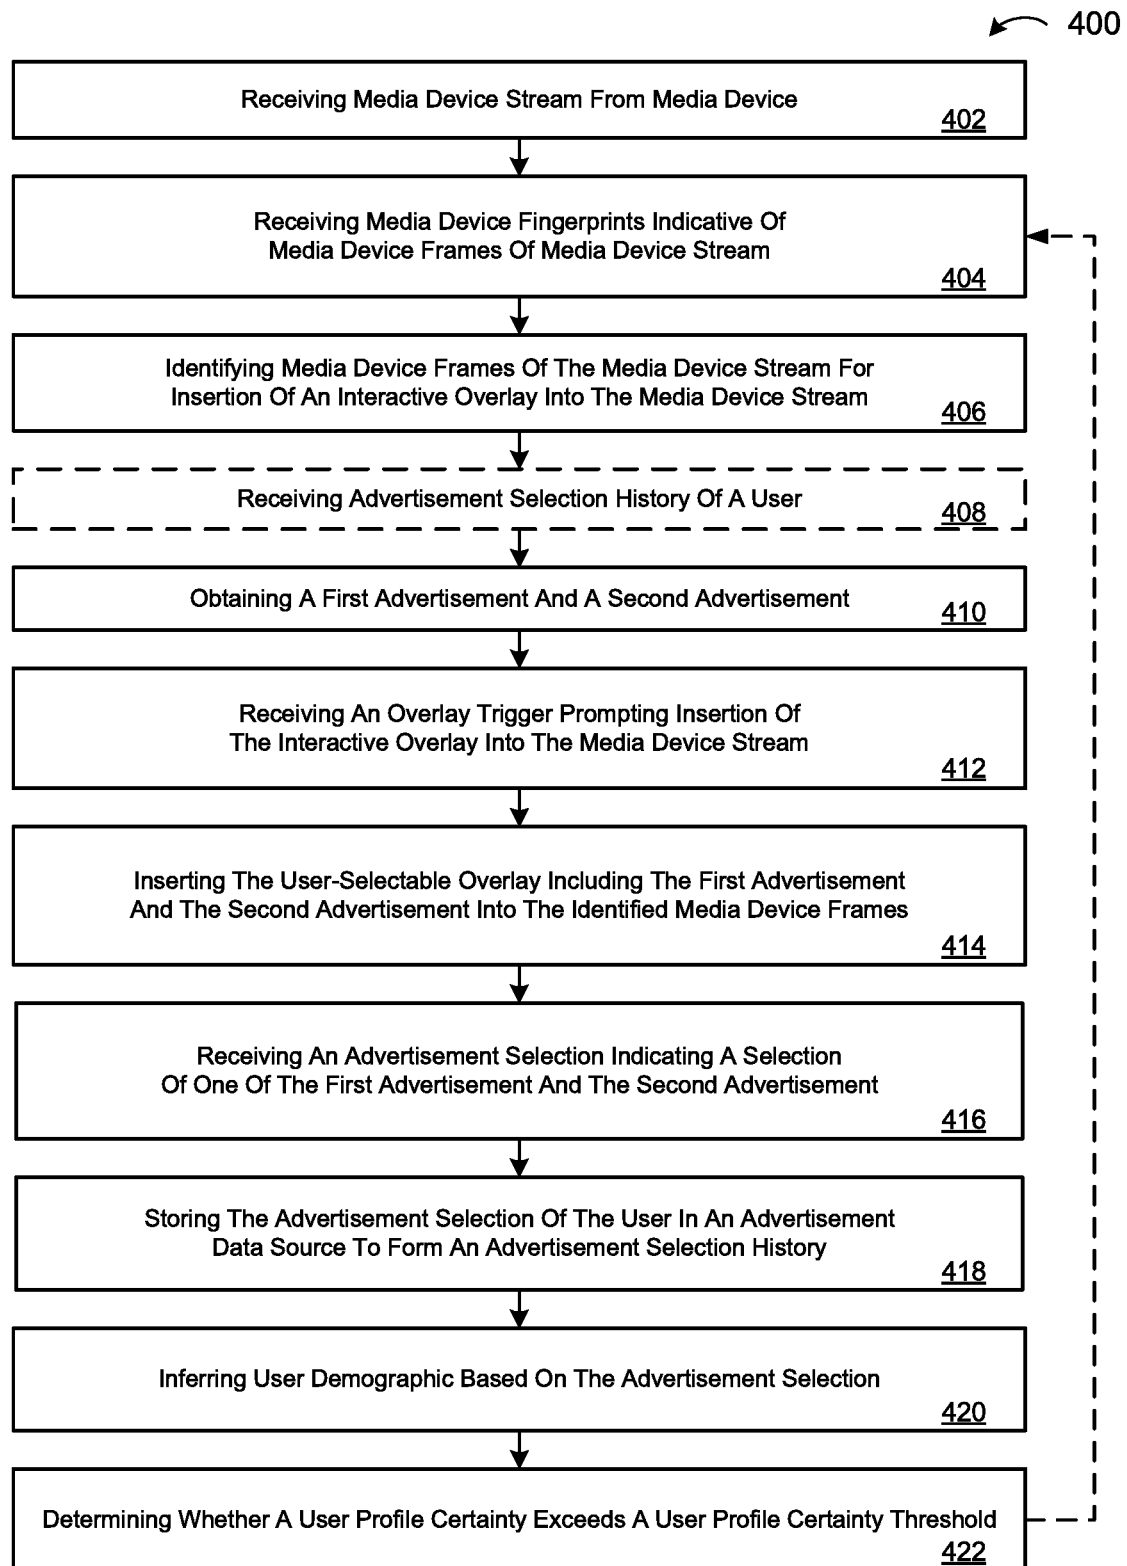 400
Receiving Media Device Stream From Media Device
402
Receiving Media Device Fingerprints Indicative Of
Media Device Frames Of Media Device Stream
404
Identifying Media Device Frames Of The Media Device Stream For
Insertion Of An Interactive Overlay Into The Media Device Stream
406
Receiving Advertisement Selection History Of A User
408
Obtaining A First Advertisement And A Second Advertisement
410
Receiving An Overlay Trigger Prompting Insertion Of
The Interactive Overlay Into The Media Device Stream
412
Inserting The User-Selectable Overlay Including The First Advertisement
And The Second Advertisement Into The Identified Media Device Frames
414
Receiving An Advertisement Selection Indicating A Selection
Of One Of The First Advertisement And The Second Advertisement
416
Storing The Advertisement Selection Of The User In An Advertisement
Data Source To Form An Advertisement Selection History
418
Inferring User Demographic Based On The Advertisement Selection
420
Determining Whether A User Profile Certainty Exceeds A User Profile Certainty Threshold
422